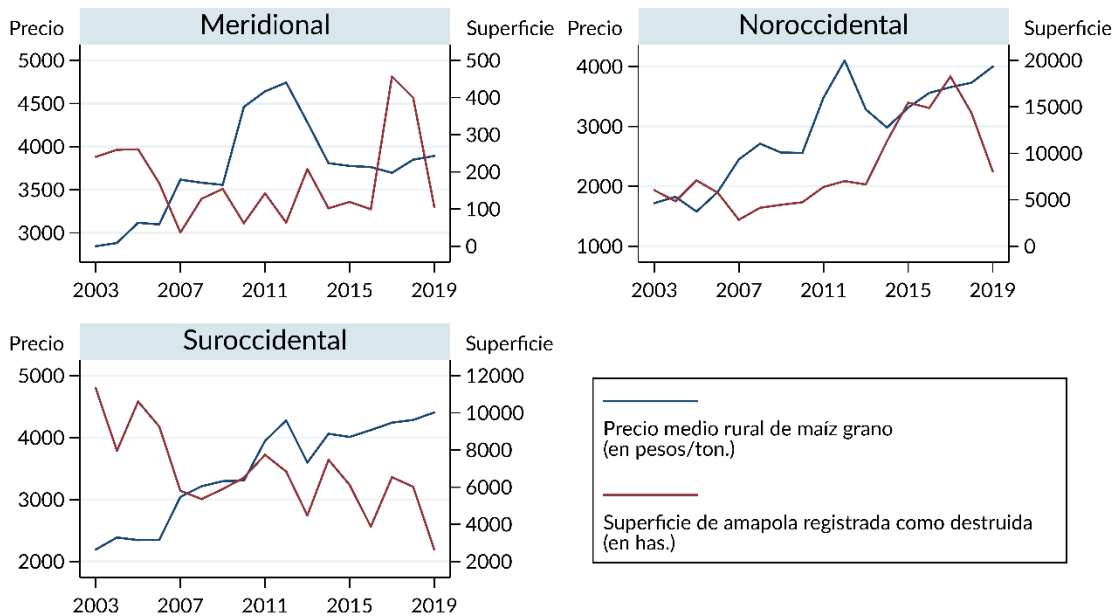 Meridional
Precio
Superficie
5000
4500
4000
3500
3000
500
400
300
200
100
0
2003 2007 2011 2015 2019
Noroccidental
Precio
Superficie
4000
3000
2000
1000
20000
15000
10000
5000
0
2003 2007 2011 2015 2019
Suroccidental
Precio
Superficie
5000
4000
3000
2000
12000
10000
8000
6000
4000
2000
2003 2007 2011 2015 2019
Precio medio rural de maíz grano
(en pesos/ton.)
Superficie de amapola registrada como destruida
(en has.)